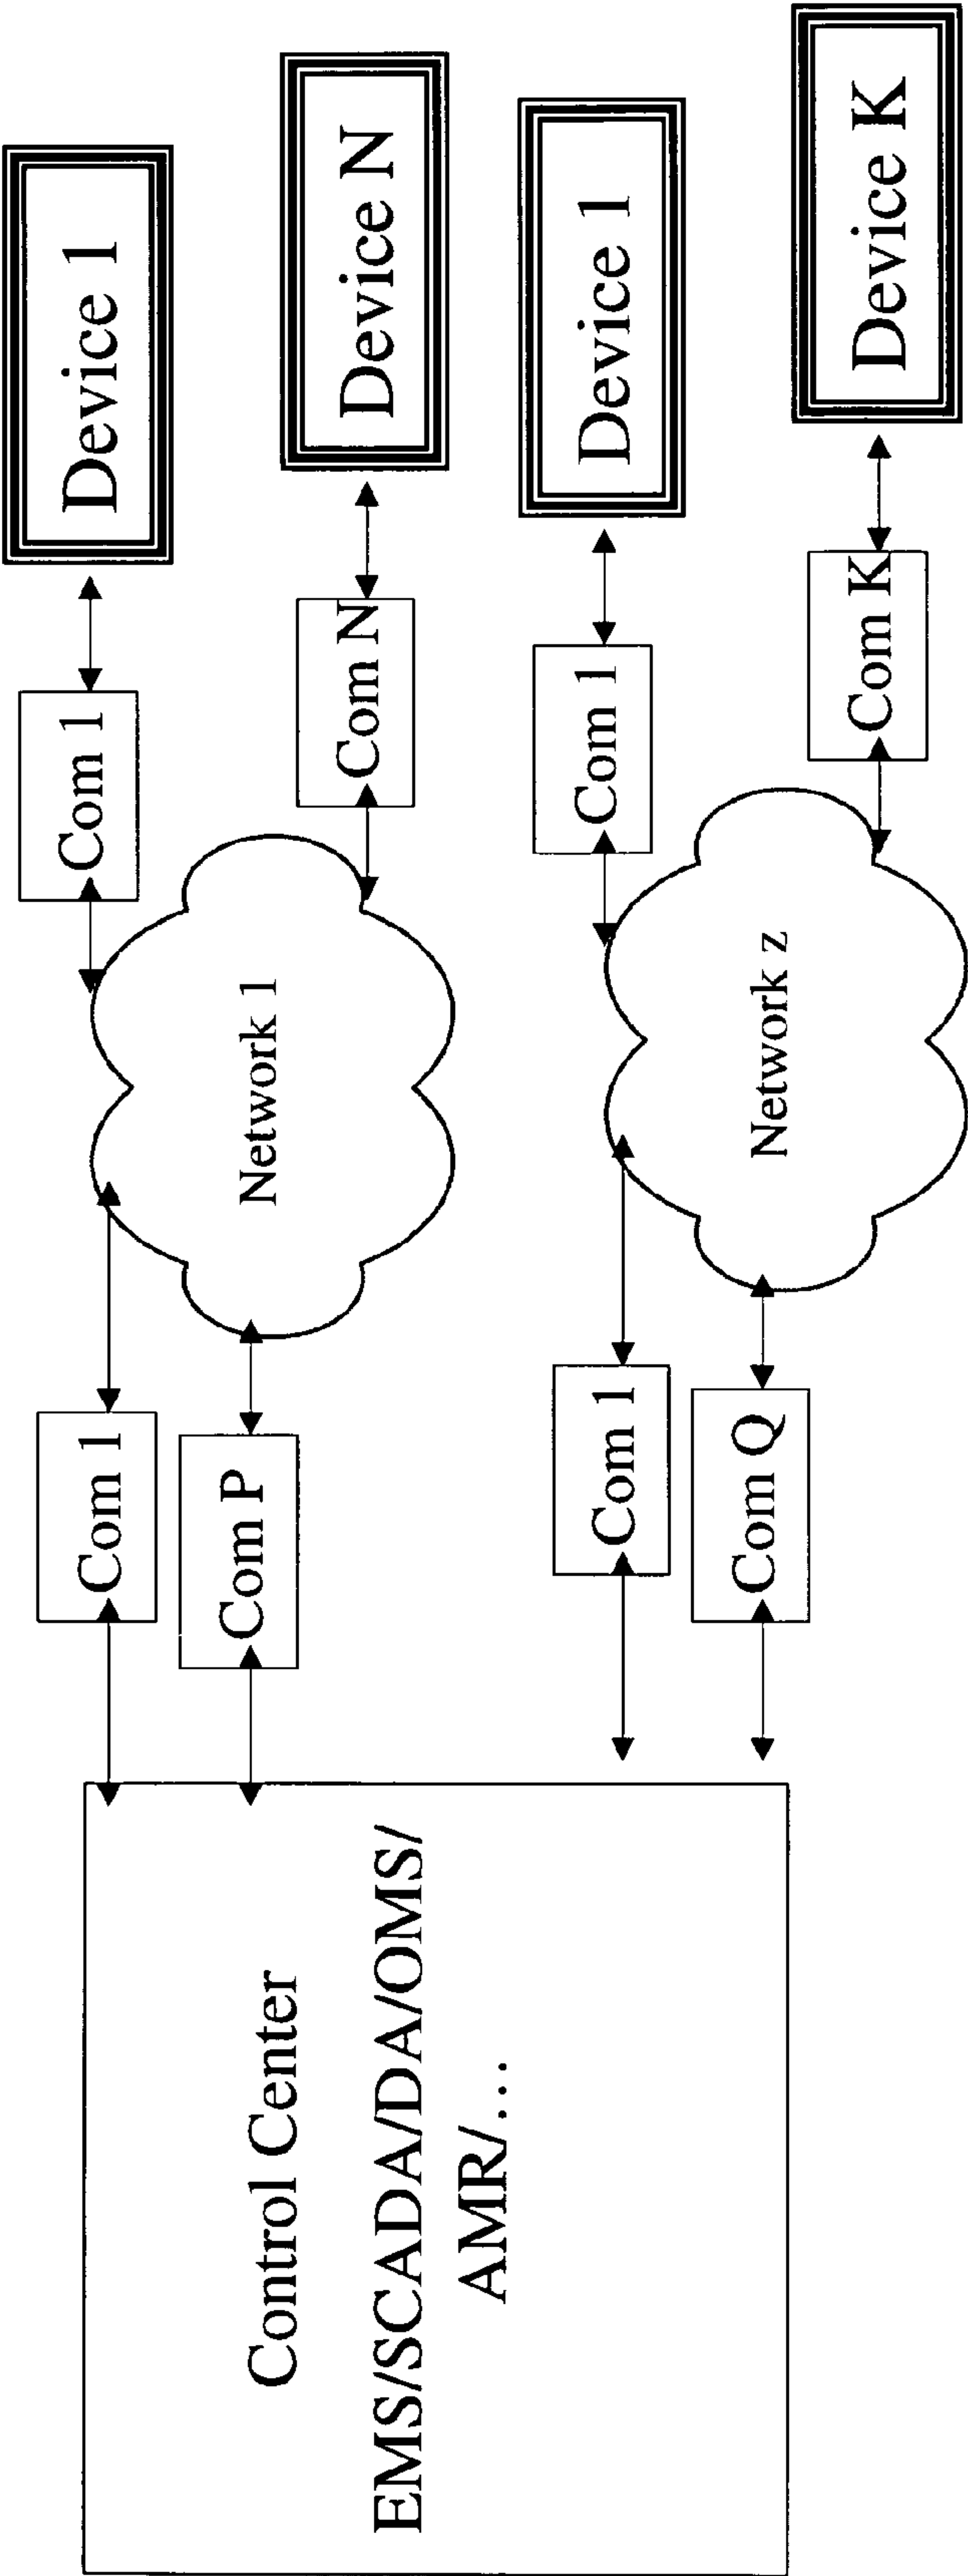 Control Center
EMS/SCADA/DA/OMS/
AMR/...
Com 1
Com P
Network 1
Com 1
Device 1
Com N
Device N
Com 1
Com Q
Network z
Com 1
Device 1
Com K
Device K